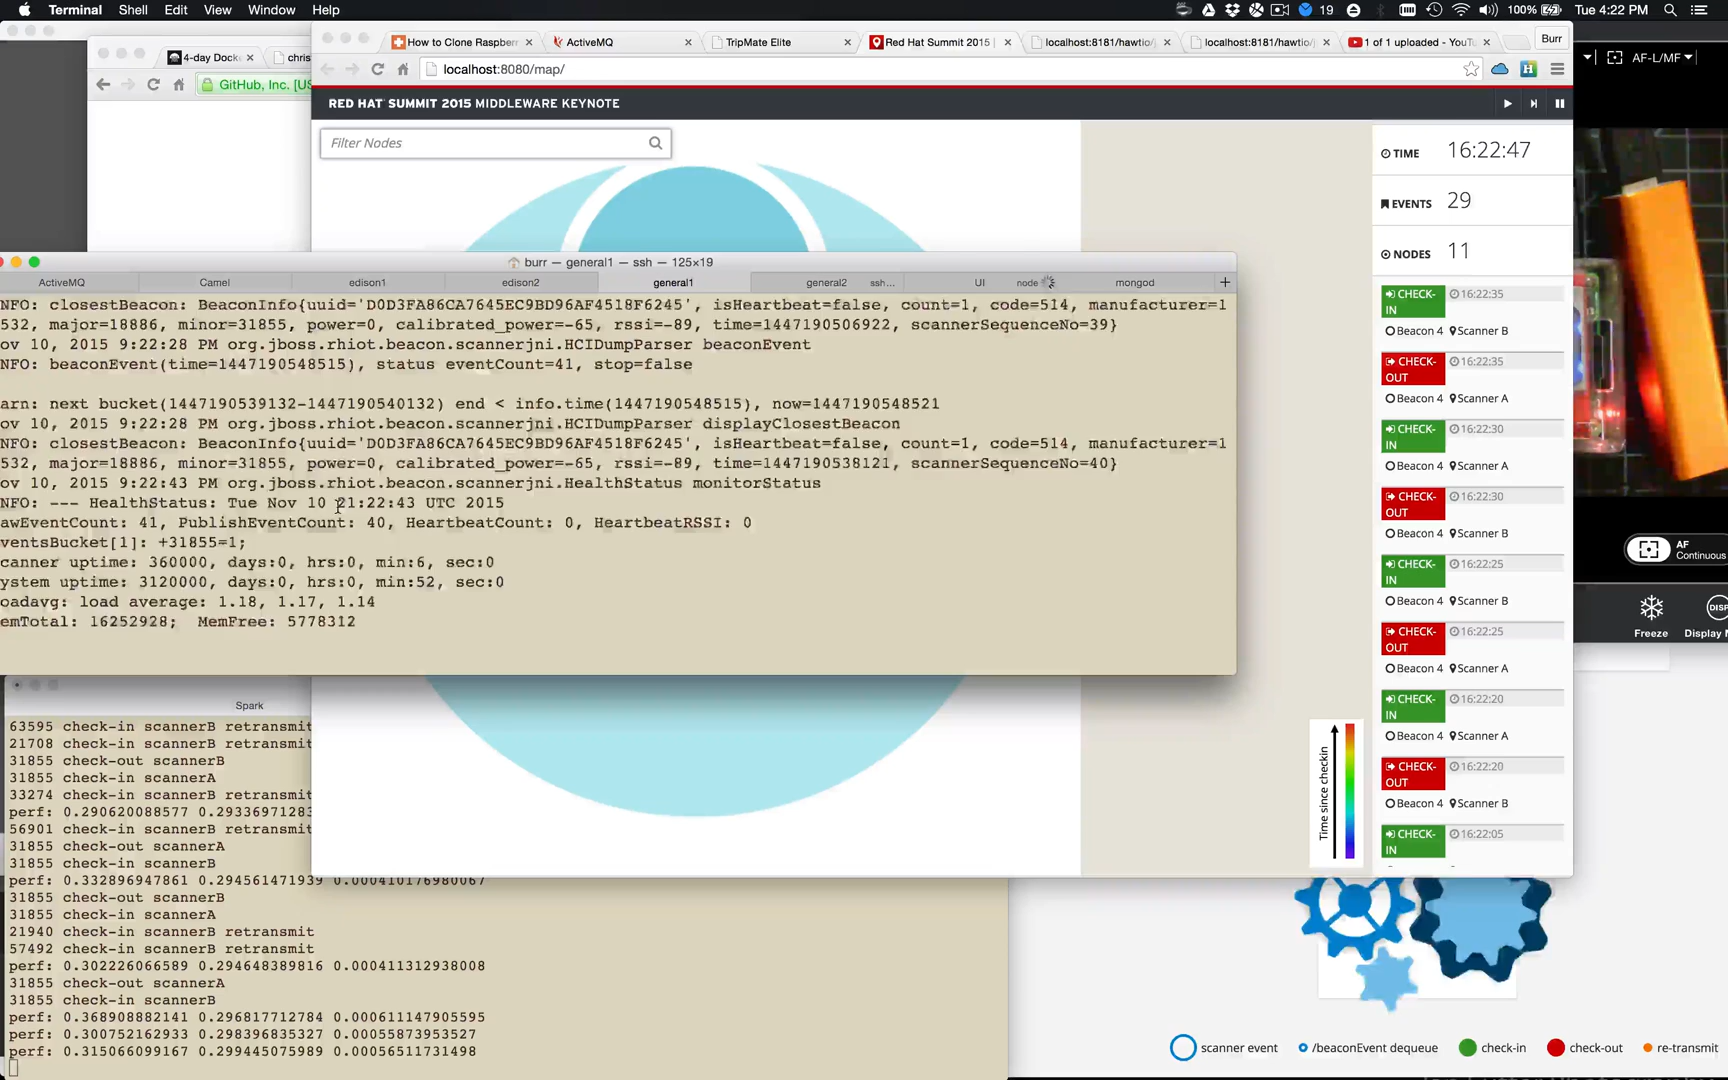 Terminal Shell Edit View Window Help
19 100% Tue 4:22 PM
How to Clone Raspberr ActiveMQ TripMate Elite Red Hat Summit 2015 localhost:8181/hawtio/ localhost:8181/hawtio/ 1 of 1 uploaded - YouTu Burr
4-day Dock chris
GitHub, Inc. [US
localhost:8080/map/
AF-L/MF
RED HAT SUMMIT 2015 MIDDLEWARE KEYNOTE
Filter Nodes
TIME 16:22:47
EVENTS 29
NODES 11
burr — general1 — ssh — 125×19
ActiveMQ Camel edison1 edison2 general1 general2 ssh... UI node mongod
NFO: closestBeacon: BeaconInfo{uuid='D0D3FA86CA7645EC9BD96AF4518F6245', isHeartbeat=false, count=1, code=514, manufacturer=1
532, major=18886, minor=31855, power=0, calibrated_power=-65, rssi=-89, time=1447190506922, scannerSequenceNo=39}
ov 10, 2015 9:22:28 PM org.jboss.rhiot.beacon.scannerjni.HCIDumpParser beaconEvent
NFO: beaconEvent(time=1447190548515), status eventCount=41, stop=false
arn: next bucket(1447190539132-1447190540132) end < info.time(1447190548515), now=1447190548521
ov 10, 2015 9:22:28 PM org.jboss.rhiot.beacon.scannerjni.HCIDumpParser displayClosestBeacon
NFO: closestBeacon: BeaconInfo{uuid='D0D3FA86CA7645EC9BD96AF4518F6245', isHeartbeat=false, count=1, code=514, manufacturer=1
532, major=18886, minor=31855, power=0, calibrated_power=-65, rssi=-89, time=1447190538121, scannerSequenceNo=40}
ov 10, 2015 9:22:43 PM org.jboss.rhiot.beacon.scannerjni.HealthStatus monitorStatus
NFO: --- HealthStatus: Tue Nov 10 21:22:43 UTC 2015
awEventCount: 41, PublishEventCount: 40, HeartbeatCount: 0, HeartbeatRSSI: 0
ventsBucket[1]: +31855=1;
canner uptime: 360000, days:0, hrs:0, min:6, sec:0
ystem uptime: 3120000, days:0, hrs:0, min:52, sec:0
oadavg: load average: 1.18, 1.17, 1.14
emTotal: 16252928; MemFree: 5778312
CHECK-IN 16:22:35
Beacon 4 Scanner B
CHECK-OUT 16:22:35
Beacon 4 Scanner A
CHECK-IN 16:22:30
Beacon 4 Scanner A
CHECK-OUT 16:22:30
Beacon 4 Scanner B
CHECK-IN 16:22:25
Beacon 4 Scanner B
CHECK-OUT 16:22:25
Beacon 4 Scanner A
CHECK-IN 16:22:20
Beacon 4 Scanner A
CHECK-OUT 16:22:20
Beacon 4 Scanner B
CHECK-IN 16:22:05
AF
Continuous
Freeze Display
Time since checkin
Spark
63595 check-in scannerB retransmit
21708 check-in scannerB retransmit
31855 check-out scannerB
31855 check-in scannerA
33274 check-in scannerB retransmit
perf: 0.290620088577 0.2933697128
56901 check-in scannerB retransmit
31855 check-out scannerA
31855 check-in scannerB
perf: 0.332896947861 0.294561471939 0.000410176980067
31855 check-out scannerB
31855 check-in scannerA
21940 check-in scannerB retransmit
57492 check-in scannerB retransmit
perf: 0.302226066589 0.294648389816 0.000411312938008
31855 check-out scannerA
31855 check-in scannerB
perf: 0.368908882141 0.296817712784 0.000611147905595
perf: 0.300752162933 0.298396835327 0.00055873953527
perf: 0.315066099167 0.299445075989 0.00056511731498
scanner event /beaconEvent dequeue check-in check-out re-transmit